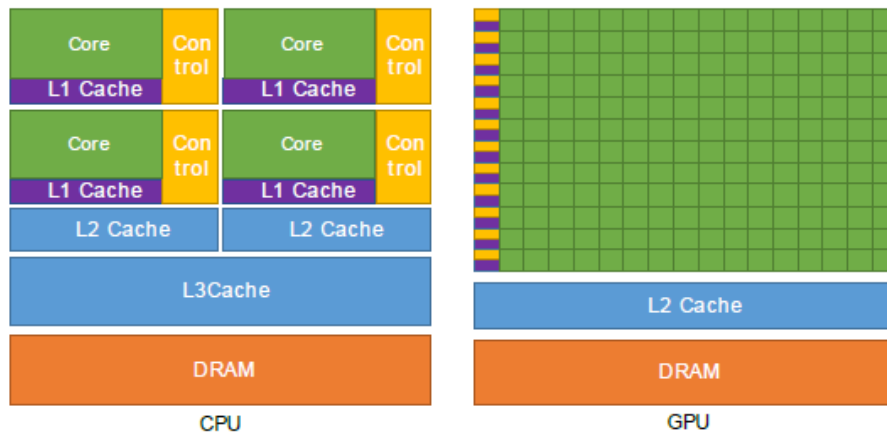 Core
Con
trol
Core
Con
trol
L1 Cache
L1 Cache
Core
Con
trol
Core
Con
trol
L1 Cache
L1 Cache
L2 Cache
L2 Cache
L3Cache
DRAM
CPU
L2 Cache
DRAM
GPU